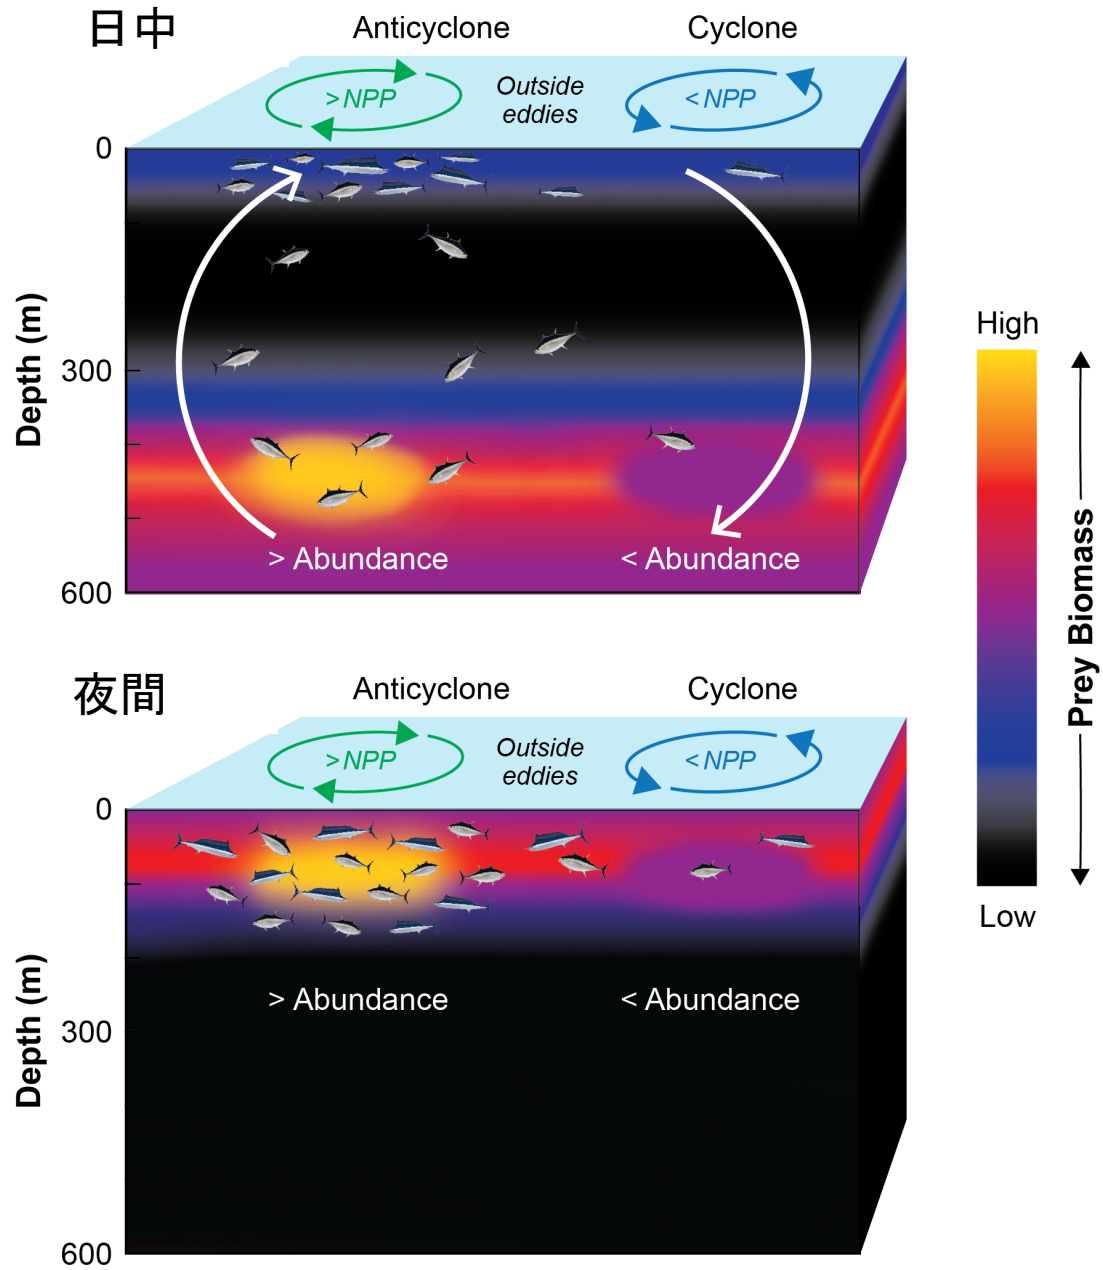 日中
Anticyclone
Cyclone
> NPP
Outside
eddies
< NPP
0
300
600
Depth (m)
> Abundance
< Abundance
High
Prey Biomass
Low
夜間
Anticyclone
Cyclone
> NPP
Outside
eddies
< NPP
0
300
600
Depth (m)
> Abundance
< Abundance